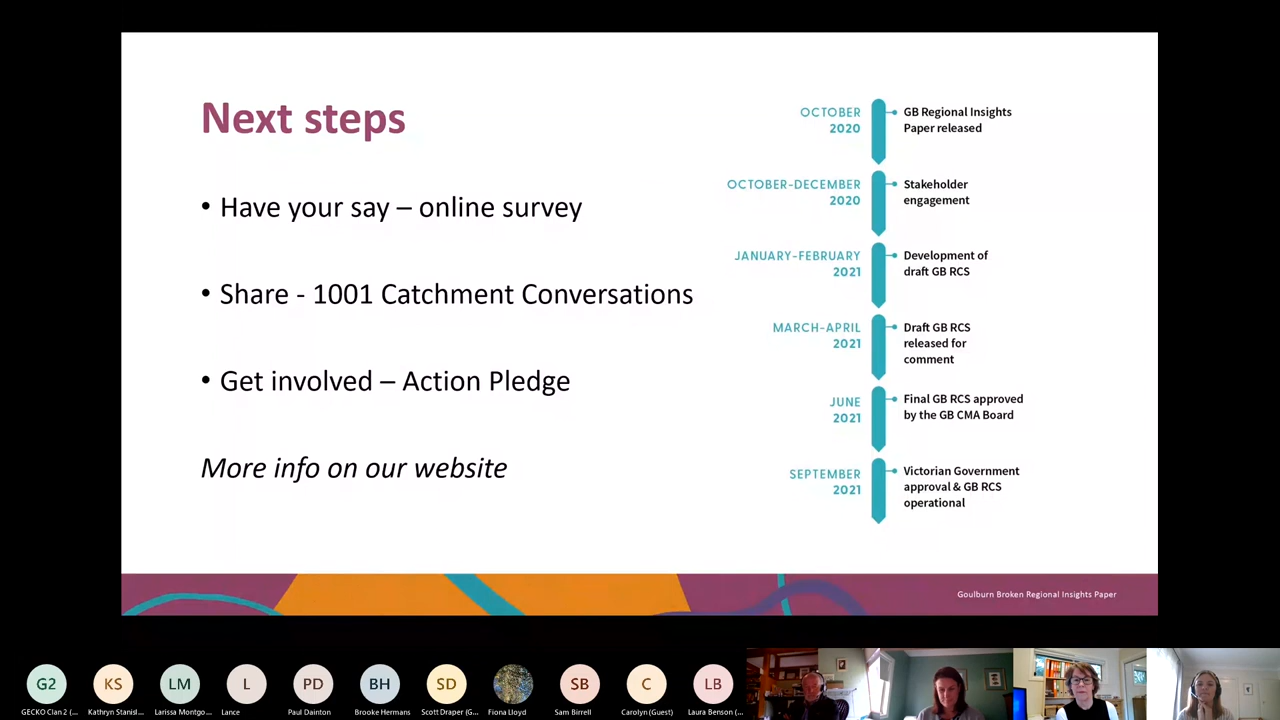 Next steps
• Have your say – online survey
• Share - 1001 Catchment Conversations
• Get involved – Action Pledge
More info on our website
OCTOBER
2020
GB Regional Insights
Paper released
OCTOBER-DECEMBER
2020
Stakeholder
engagement
JANUARY-FEBRUARY
2021
Development of
draft GB RCS
MARCH-APRIL
2021
Draft GB RCS
released for
comment
JUNE
2021
Final GB RCS approved
by the GB CMA Board
SEPTEMBER
2021
Victorian Government
approval & GB RCS
operational
Goulburn Broken Regional Insights Paper
G2
KS
LM
L
PD
BH
SD
SB
C
LB
GECKO Clan 2 (...
Kathryn Stanisl...
Larissa Montgo...
Lance
Paul Dainton
Brooke Hermans
Scott Draper (G...
Fiona Lloyd
Sam Birrell
Carolyn (Guest)
Laura Benson (...